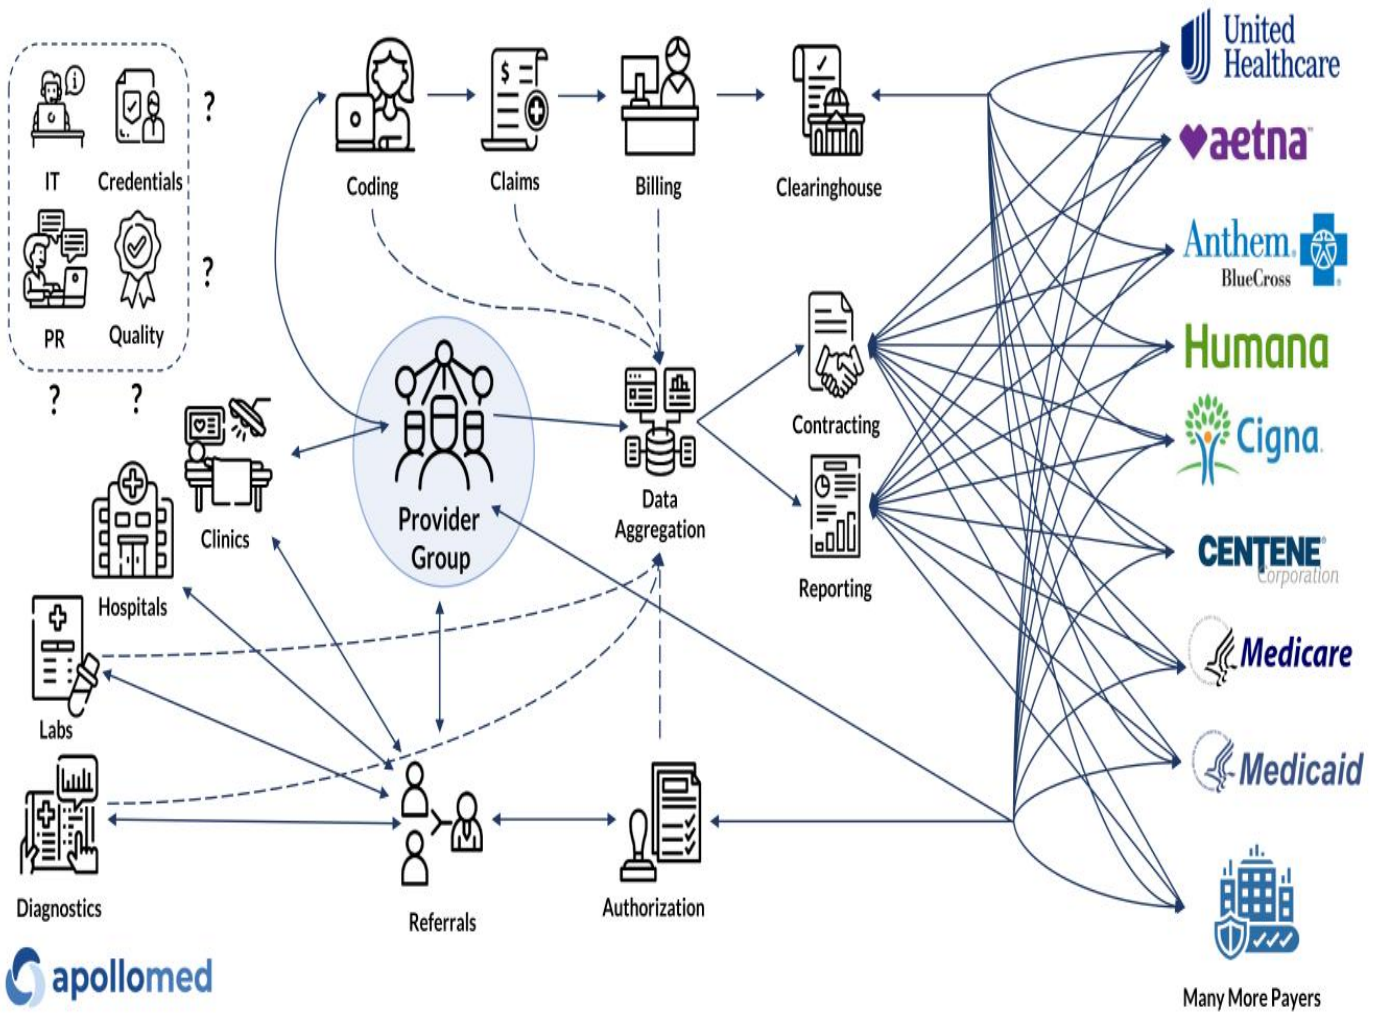 IT
Credentials
?
PR
Quality
?
?
?
Coding
Claims
Billing
Clearinghouse
Provider
Group
Data
Aggregation
Contracting
Reporting
Clinics
Hospitals
Labs
Diagnostics
Referrals
Authorization
United
Healthcare
aetna™
Anthem.
BlueCross
Humana
Cigna.
CENTENE®
Corporation
Medicare
Medicaid
Many More Payers
apollomed